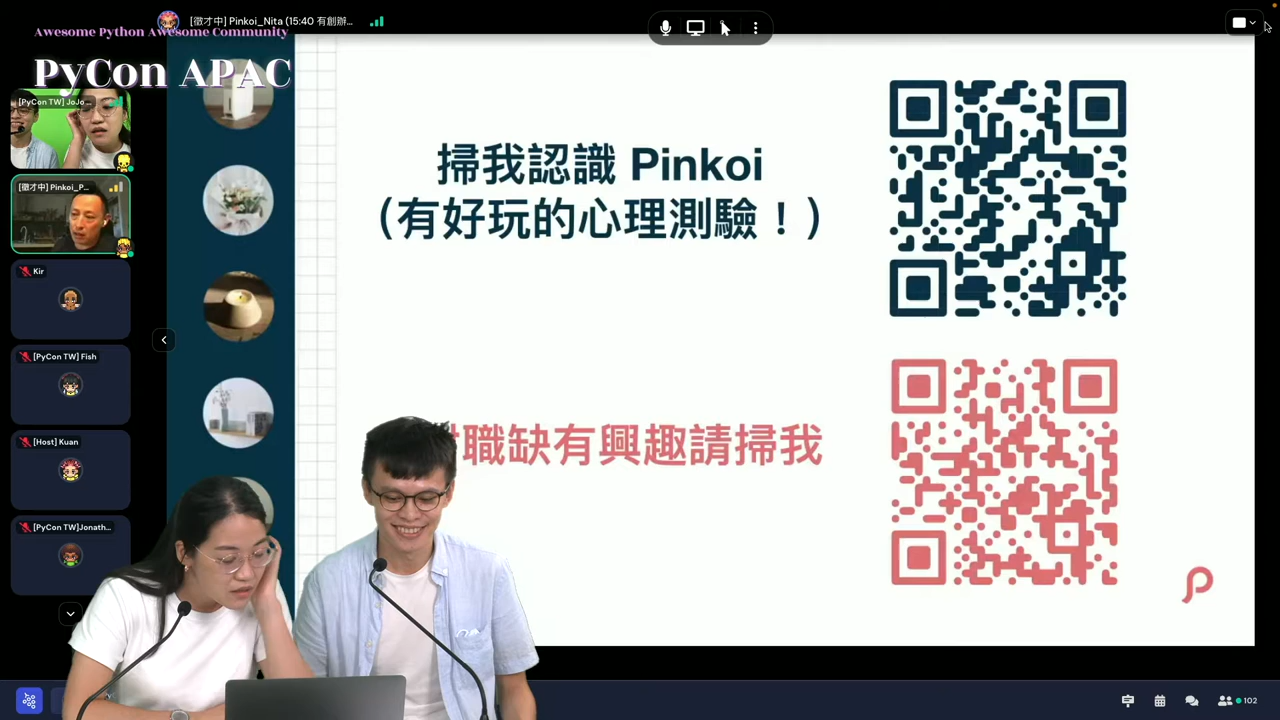 [徵才中] Pinkoi_Nita (15:40 有創辦...
Awesome Python Awesome Community
PyCon APAC
[PyCon TW] JoJo...
[徵才中] Pinkoi_P...
Kir
[PyCon TW] Fish
[Host] Kuan
[PyCon TW]Jonath...
掃我認識 Pinkoi
（有好玩的心理測驗！）
職缺有興趣請掃我
102